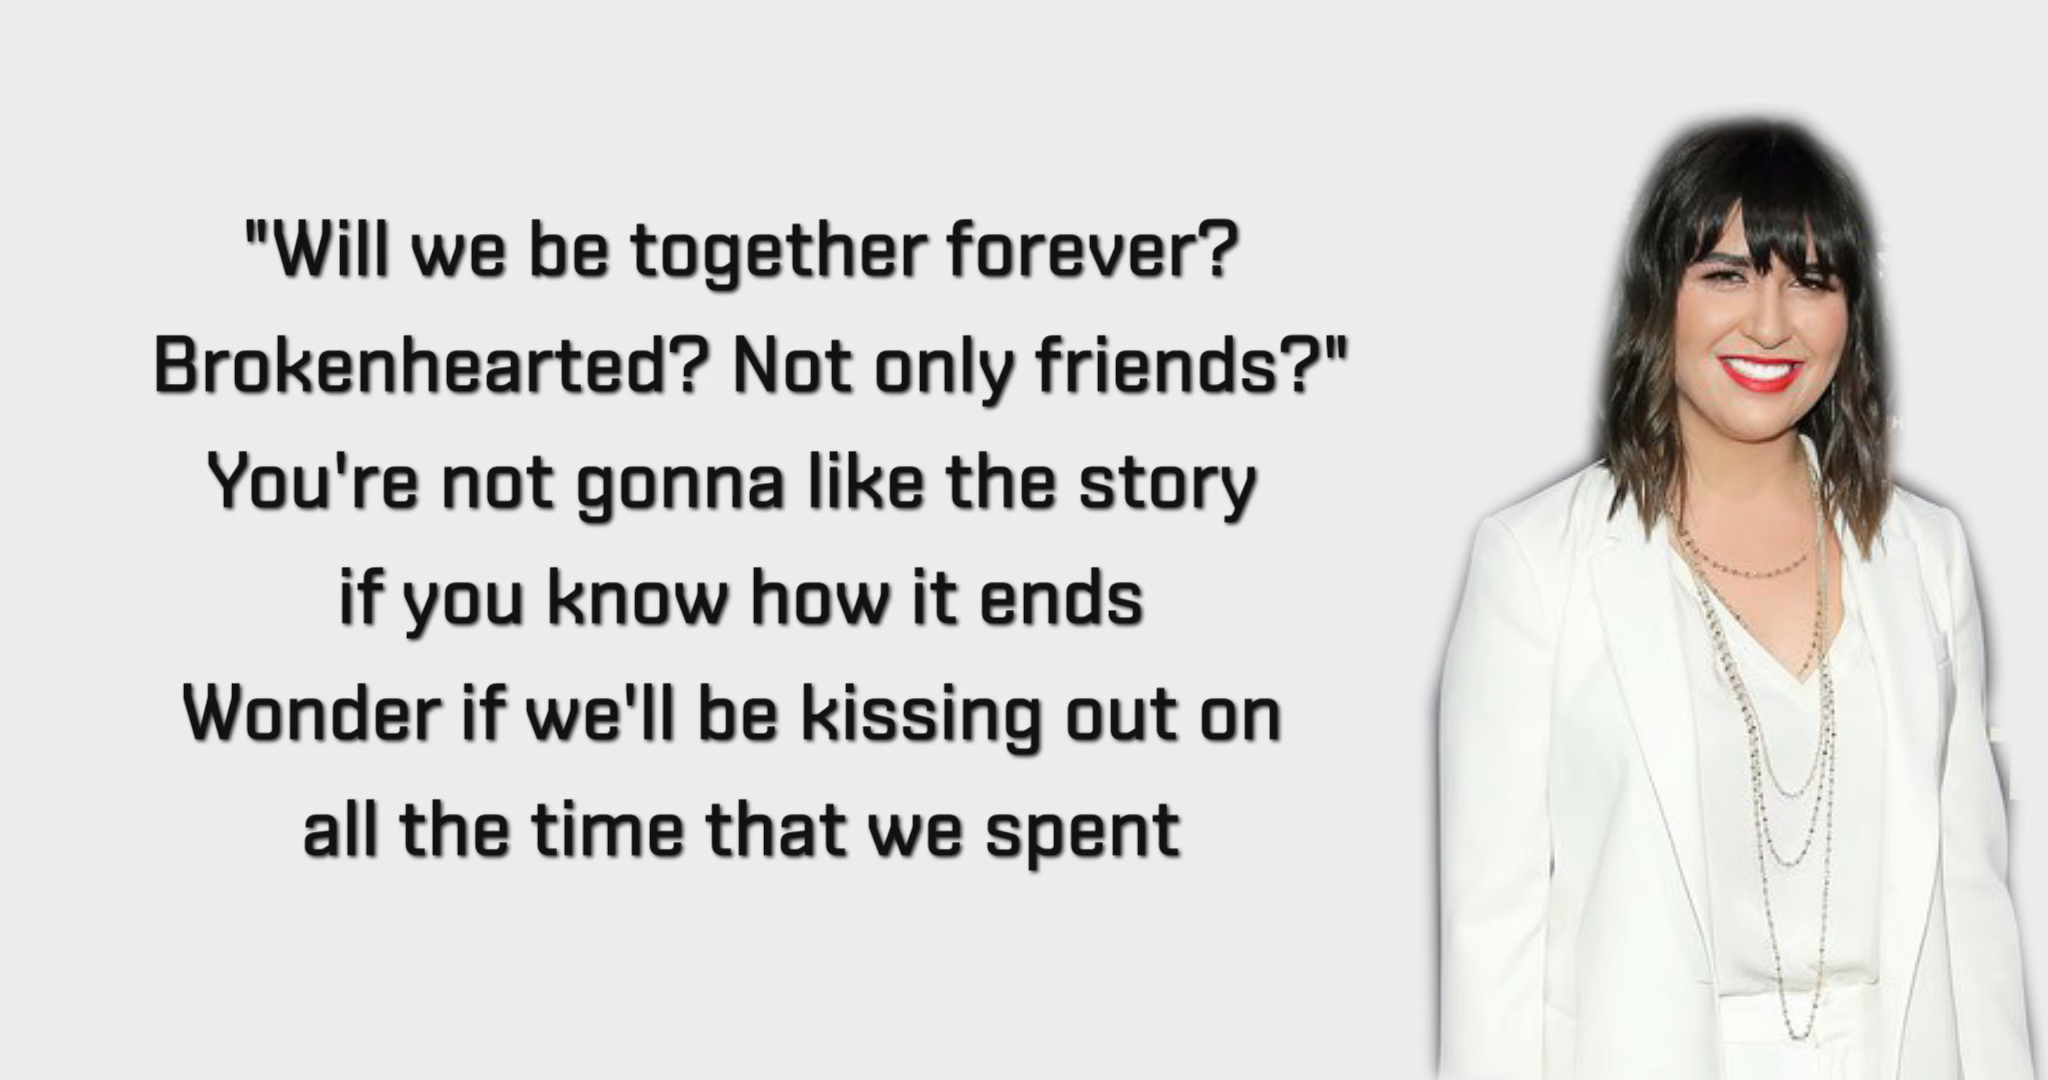 "Will we be together forever?
Brokenhearted? Not only friends?"
You're not gonna like the story
if you know how it ends
Wonder if we'll be kissing out on
all the time that we spent